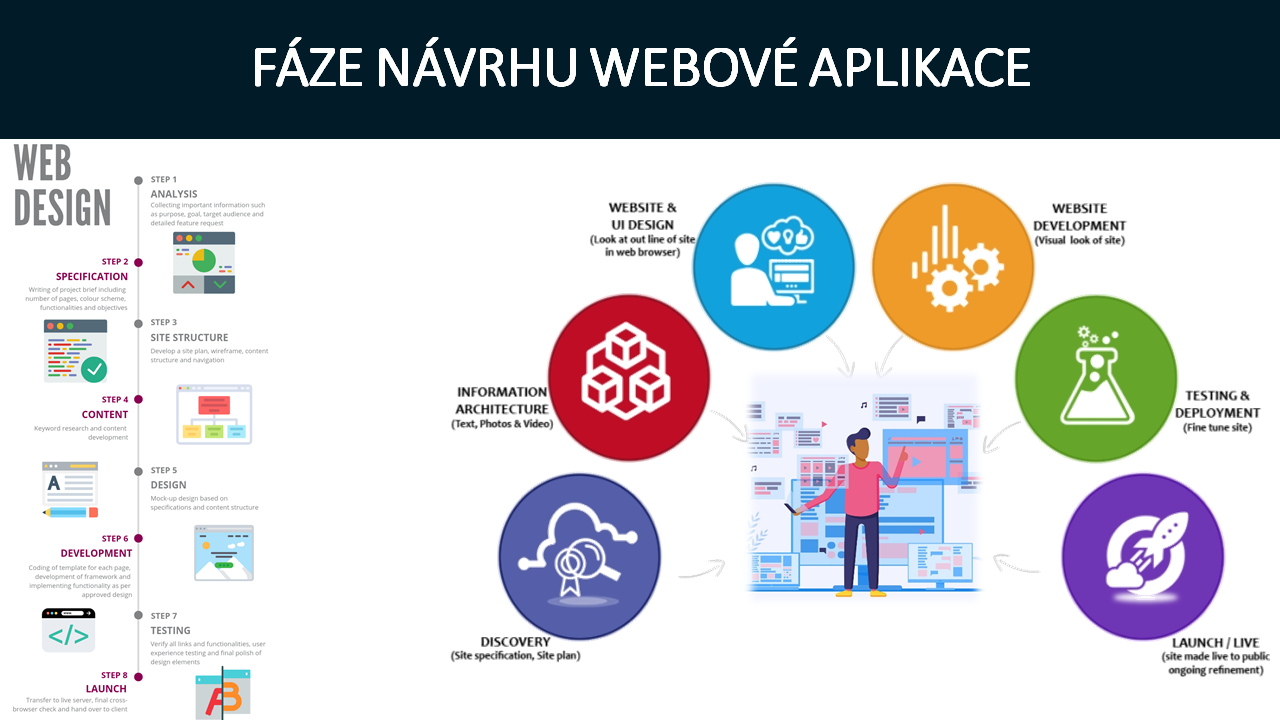 FÁZE NÁVRHU WEBOVÉ APLIKACE
WEB
DESIGN
STEP 1
ANALYSIS
Collecting important information such
as purpose, goal, target audience and
detailed feature request
STEP 2
SPECIFICATION
Writing of project brief including
number of pages, colour scheme,
functionalities and objectives
STEP 3
SITE STRUCTURE
Develop a site plan, wireframe, content
structure and navigation
STEP 4
CONTENT
Keyword research and content
development
A
STEP 5
DESIGN
Mock-up design based on
specifications and content structure
STEP 6
DEVELOPMENT
Coding of template for each page,
development of framework and
implementing functionality as per
approved design
</>
STEP 7
TESTING
Verify all links and functionalities, user
experience testing and final polish of
design elements
A B
STEP 8
LAUNCH
Transfer to live server, final cross-
browser check and hand over to client
WEBSITE &
UI DESIGN
(Look at out line of site
in web browser)
WEBSITE
DEVELOPMENT
(Visual look of site)
INFORMATION
ARCHITECTURE
(Text, Photos & Video)
TESTING &
DEPLOYMENT
(Fine tune site)
DISCOVERY
(Site specification, Site plan)
LAUNCH / LIVE
(site made live to public
ongoing refinement)